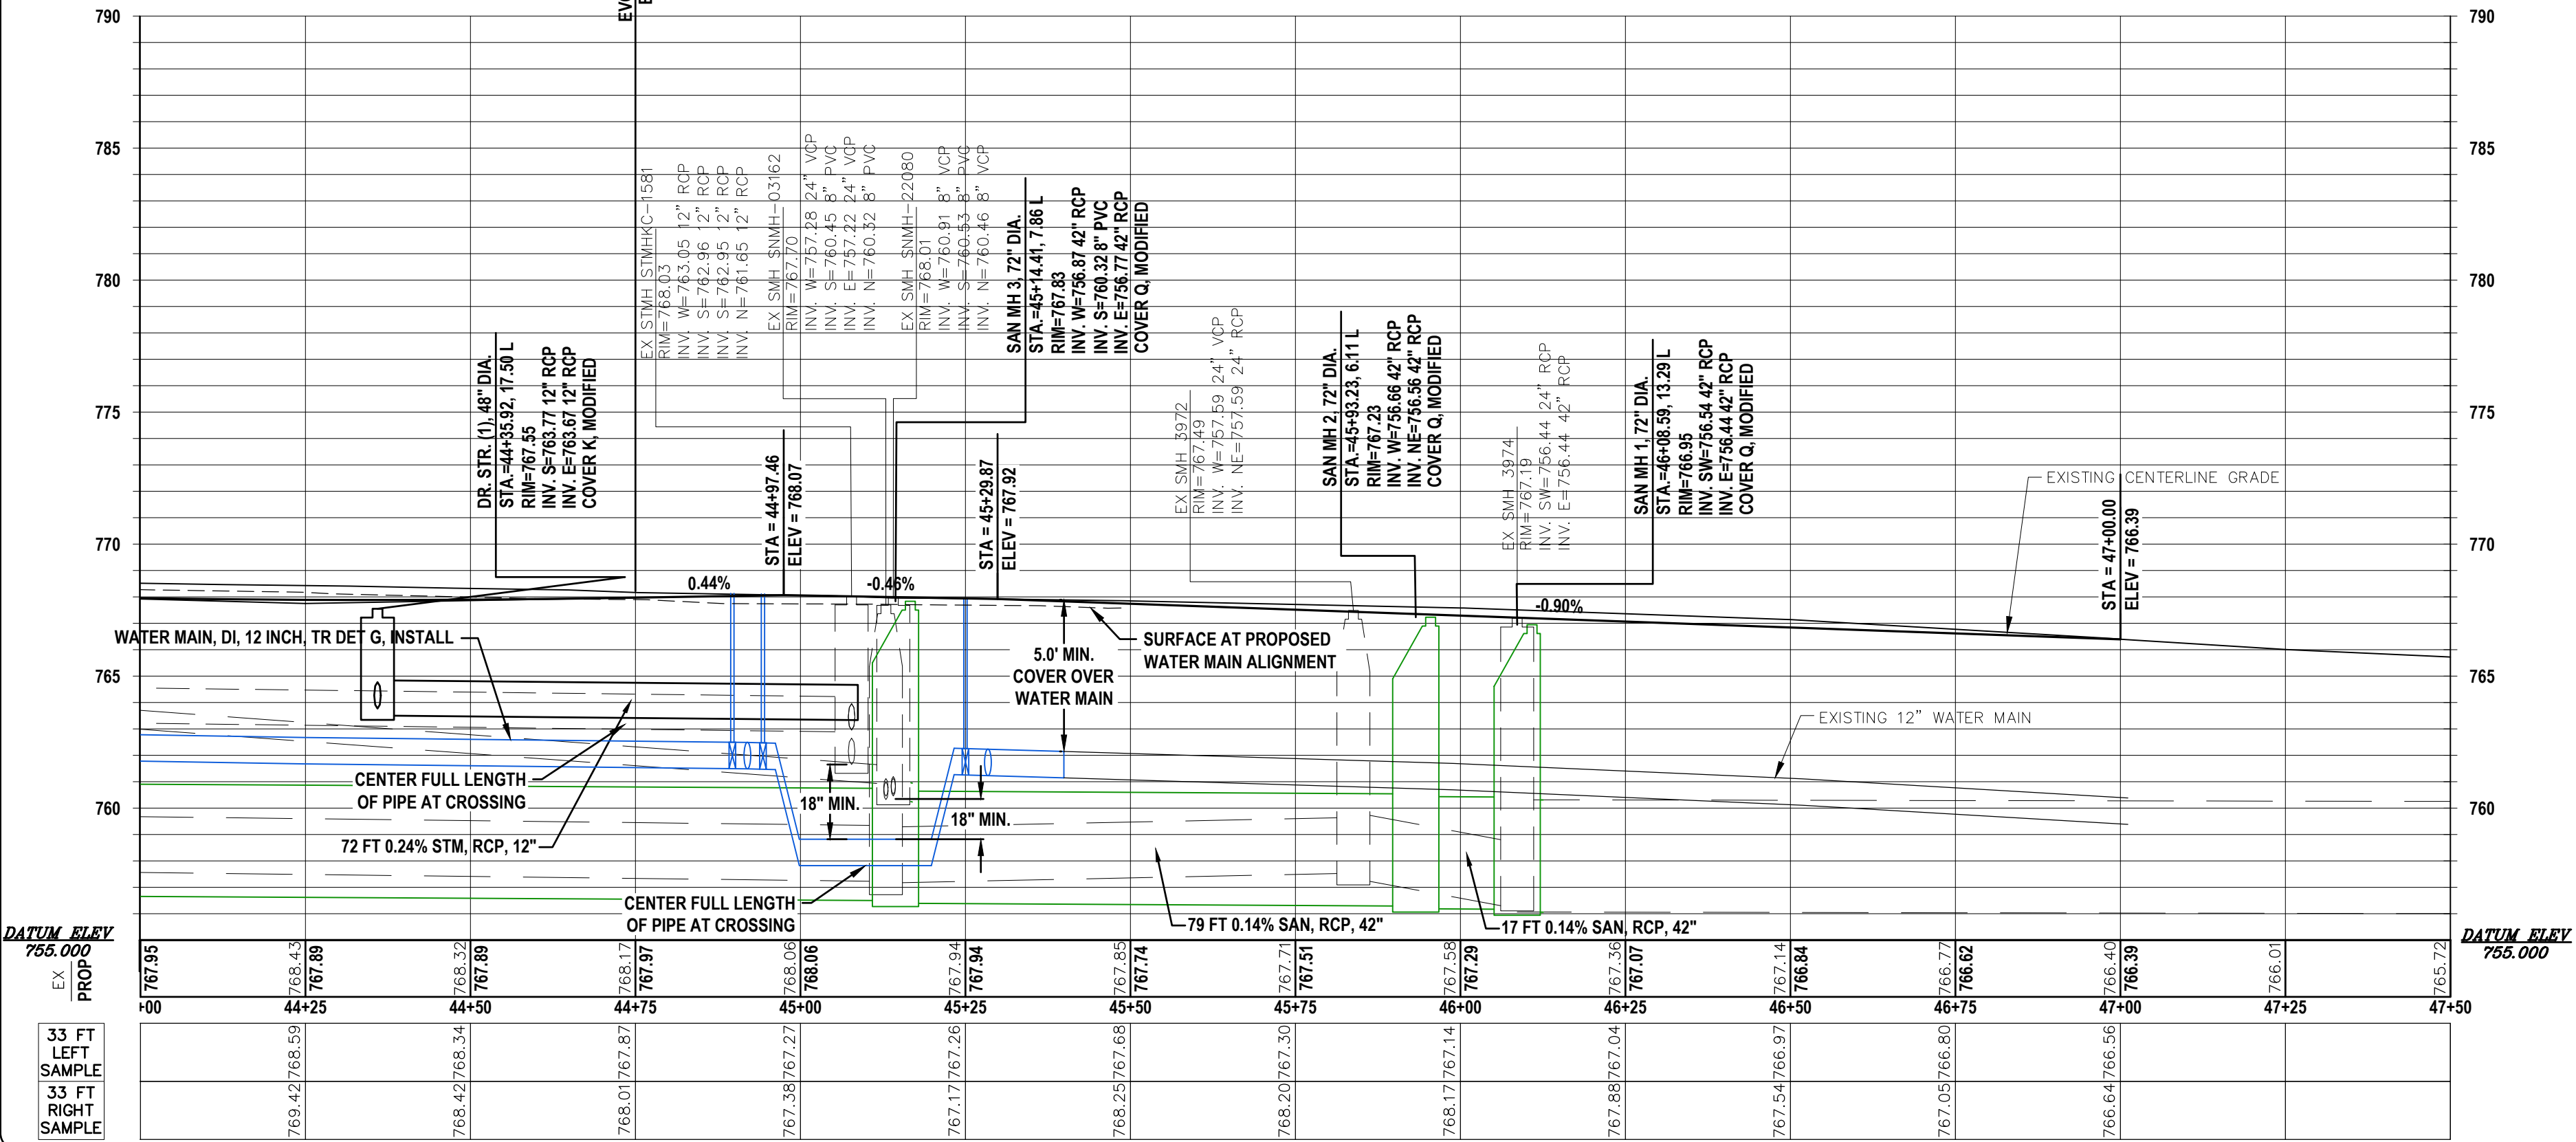 790
785
780
775
770
765
760
DATUM ELEV
755.000
EX
PROP
790
785
780
775
770
765
760
DATUM ELEV
755.000
DR. STR. (1), 48" DIA.
STA.=44+35.92, 17.50 L
RIM=767.55
INV. S=763.77 12" RCP
INV. E=763.67 12" RCP
COVER K, MODIFIED
EX STMH STMHKC-1581
RIM=768.03
INV. W=763.05 12" RCP
INV. S=762.96 12" RCP
INV. S=762.95 12" RCP
INV. N=761.65 12" RCP
EX SMH SNMH-03162
RIM=767.70
INV. W=757.28 24" VCP
INV. S=760.45 8" PVC
INV. E=757.22 24" VCP
INV. N=760.32 8" PVC
EX SMH SNMH-22080
RIM=768.01
INV. W=760.91 8" VCP
INV. S=760.53 8" PVC
INV. N=760.46 8" VCP
SAN MH 3, 72" DIA.
STA.=45+14.41, 7.86 L
RIM=767.83
INV. W=756.87 42" RCP
INV. S=760.32 8" PVC
INV. E=756.77 42" RCP
COVER Q, MODIFIED
EX SMH 3972
RIM=767.49
INV. W=757.59 24" VCP
INV. NE=757.59 24" RCP
SAN MH 2, 72" DIA.
STA.=45+93.23, 6.11 L
RIM=767.23
INV. W=756.66 42" RCP
INV. NE=756.56 42" RCP
COVER Q, MODIFIED
EX SMH 3974
RIM=767.19
INV. SW=756.44 24" RCP
INV. E=756.44 42" RCP
SAN MH 1, 72" DIA.
STA.=46+08.59, 13.29 L
RIM=766.95
INV. SW=756.54 42" RCP
INV. E=756.44 42" RCP
COVER Q, MODIFIED
STA = 44+97.46
ELEV = 768.07
STA = 45+29.87
ELEV = 767.92
STA = 47+00.00
ELEV = 766.39
EXISTING CENTERLINE GRADE
0.44%
-0.46%
-0.90%
WATER MAIN, DI, 12 INCH, TR DET G, INSTALL
SURFACE AT PROPOSED
WATER MAIN ALIGNMENT
5.0' MIN.
COVER OVER
WATER MAIN
EXISTING 12" WATER MAIN
CENTER FULL LENGTH
OF PIPE AT CROSSING
18" MIN.
18" MIN.
72 FT 0.24% STM, RCP, 12"
CENTER FULL LENGTH
OF PIPE AT CROSSING
79 FT 0.14% SAN, RCP, 42"
17 FT 0.14% SAN, RCP, 42"
767.95
768.43 767.89
768.32 767.89
768.17 767.97
768.06 768.06
767.94 767.94
767.85 767.74
767.71 767.51
767.58 767.29
767.36 767.07
767.14 766.84
766.77 766.62
766.40 766.39
766.01
765.72
+00 44+25 44+50 44+75 45+00 45+25 45+50 45+75 46+00 46+25 46+50 46+75 47+00 47+25 47+50
33 FT
LEFT
SAMPLE
768.59 768.34 767.87 767.27 767.26 767.68 767.30 767.14 767.04 766.97 766.80 766.56
33 FT
RIGHT
SAMPLE
769.42 768.42 768.01 767.38 767.17 768.25 768.20 768.17 767.88 767.54 767.05 766.64